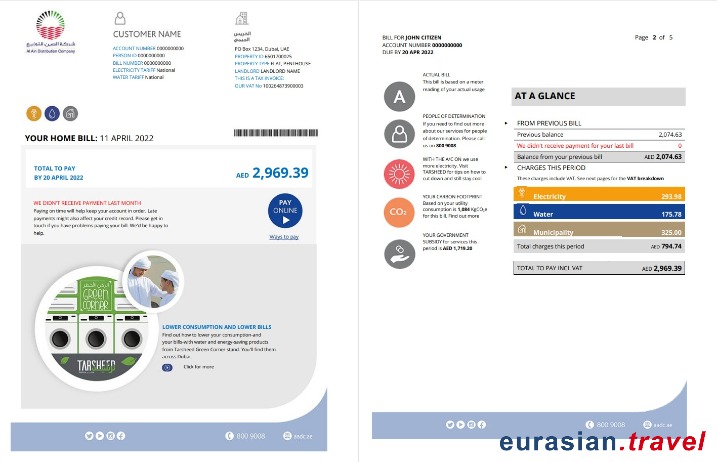 شركة العين للتوزيع
Al Ain Distribution Company
CUSTOMER NAME
ACCOUNT NUMBER 0000000000
PERSON ID 0000000000
BILL NUMBER 0000000000
ELECTRICITY TARIFF National
WATER TARIFF National
PO Box 1234, Dubai, UAE
PROPERTY ID 6501700025
PROPERTY TYPE FLAT, PENTHOUSE
LANDLORD LANDLORD NAME
THIS IS A TAX INVOICE:
OUR VAT No 100264873900003
YOUR HOME BILL: 11 APRIL 2022
TOTAL TO PAY
BY 20 APRIL 2022
AED 2,969.39
WE DIDN'T RECEIVE PAYMENT LAST MONTH
Paying on time will help keep your account in order. Late
payments might also affect your credit record. Please get in
touch if you have problems paying your bill. We'd be happy to
help.
PAY
ONLINE
Ways to pay
GREEN
CORNER
TARSHEED
LOWER CONSUMPTION AND LOWER BILLS
Find out how to lower your consumption-and
your bills-with water and energy-saving products
from Tarsheed Green Corner stand. You'll find them
across Dubai.
Click for more
800 9008
aadc.ae
BILL FOR JOHN CITIZEN
ACCOUNT NUMBER 0000000000
DUE BY 20 APR 2022
Page 2 of 5
A
ACTUAL BILL
This bill is based on a meter
reading of your actual usage
PEOPLE OF DETERMINATION
If you need to find out more
about our services for people
of determination. Please call
us on 800 9008
WITH THE A/C ON we use
more electricity. Visit
TARSHEED for tips on how to
cut down and still stay cool
CO₂
YOUR CARBON FOOTPRINT
Based on your utility
consumption is 1,084 KgCO₂e
for this bill. Find out more
YOUR GOVERNMENT
SUBSIDY for services this
period is AED 1,719.20
AT A GLANCE
FROM PREVIOUS BILL
Previous balance 2,074.63
We didn't receive payment for your last bill 0
Balance from your previous bill AED 2,074.63
CHARGES THIS PERIOD
These charges include VAT. See next pages for the VAT breakdown
Electricity 293.96
Water 175.78
Municipality 325.00
Total charges this period AED 794.74
TOTAL TO PAY INCL VAT AED 2,969.39
800 9008
aadc.ae
eurasian.travel